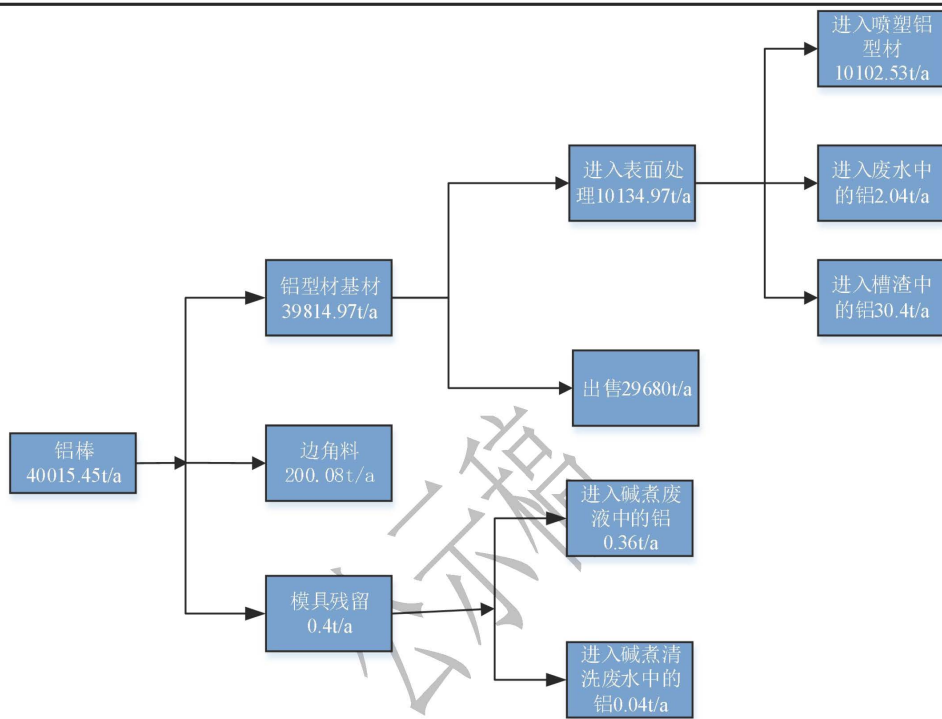 进入喷塑铝
型材
10102.53t/a
进入表面处
理10134.97t/a
进入废水中
的铝2.04t/a
铝型材基材
39814.97t/a
进入槽渣中
的铝30.4t/a
出售29680t/a
铝棒
40015.45t/a
边角料
200.08t/a
进入碱煮废
液中的铝
0.36t/a
模具残留
0.4t/a
进入碱煮清
洗废水中的
铝0.04t/a
公示稿